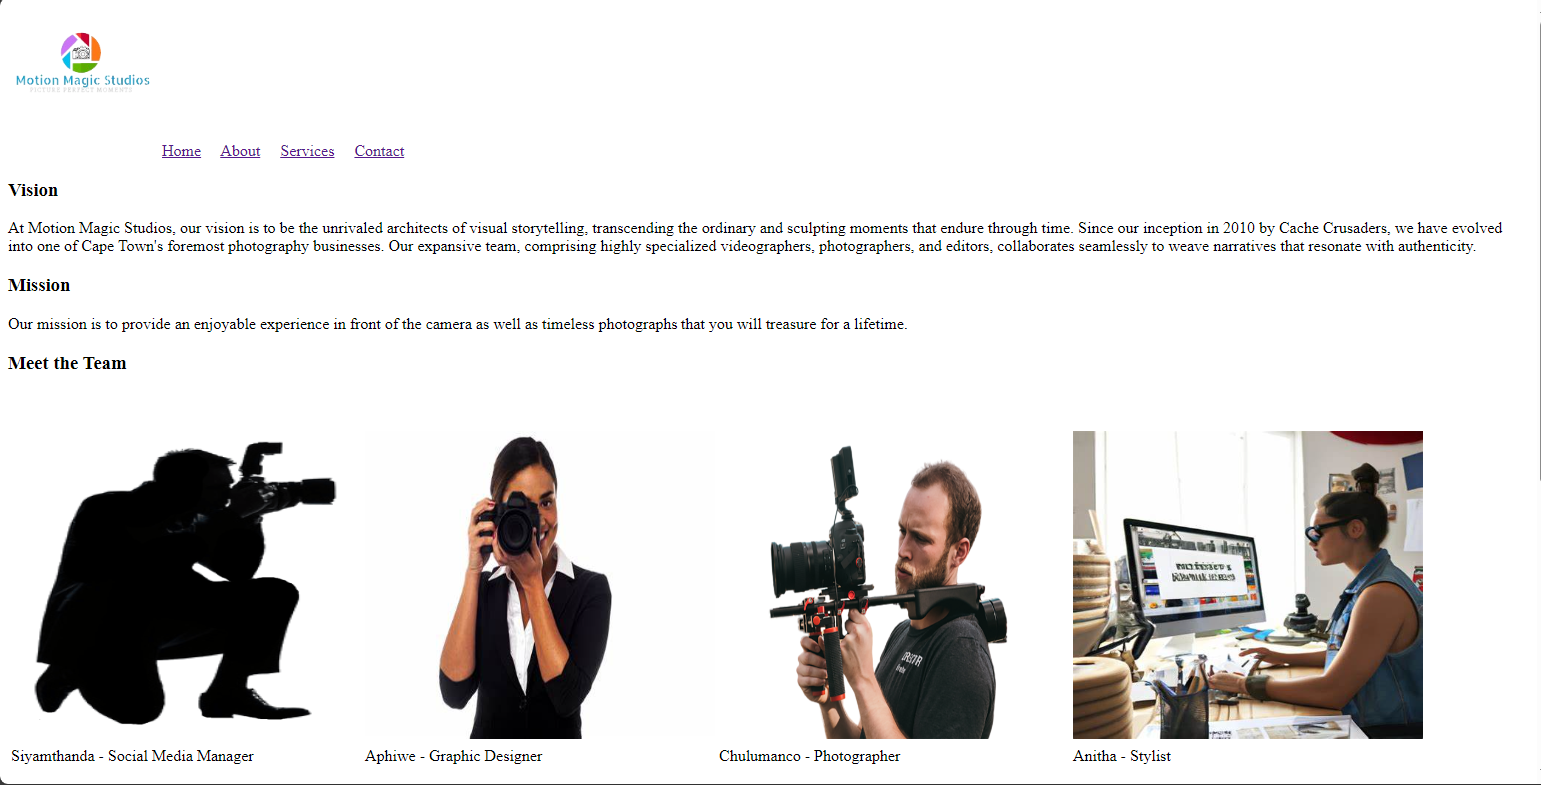 Motion Magic Studios
PICTURE PERFECT MOMENTS
Home About Services Contact
Vision
At Motion Magic Studios, our vision is to be the unrivaled architects of visual storytelling, transcending the ordinary and sculpting moments that endure through time. Since our inception in 2010 by Cache Crusaders, we have evolved
into one of Cape Town's foremost photography businesses. Our expansive team, comprising highly specialized videographers, photographers, and editors, collaborates seamlessly to weave narratives that resonate with authenticity.
Mission
Our mission is to provide an enjoyable experience in front of the camera as well as timeless photographs that you will treasure for a lifetime.
Meet the Team
Siyamthanda - Social Media Manager
Aphiwe - Graphic Designer
Chulumanco - Photographer
Anitha - Stylist